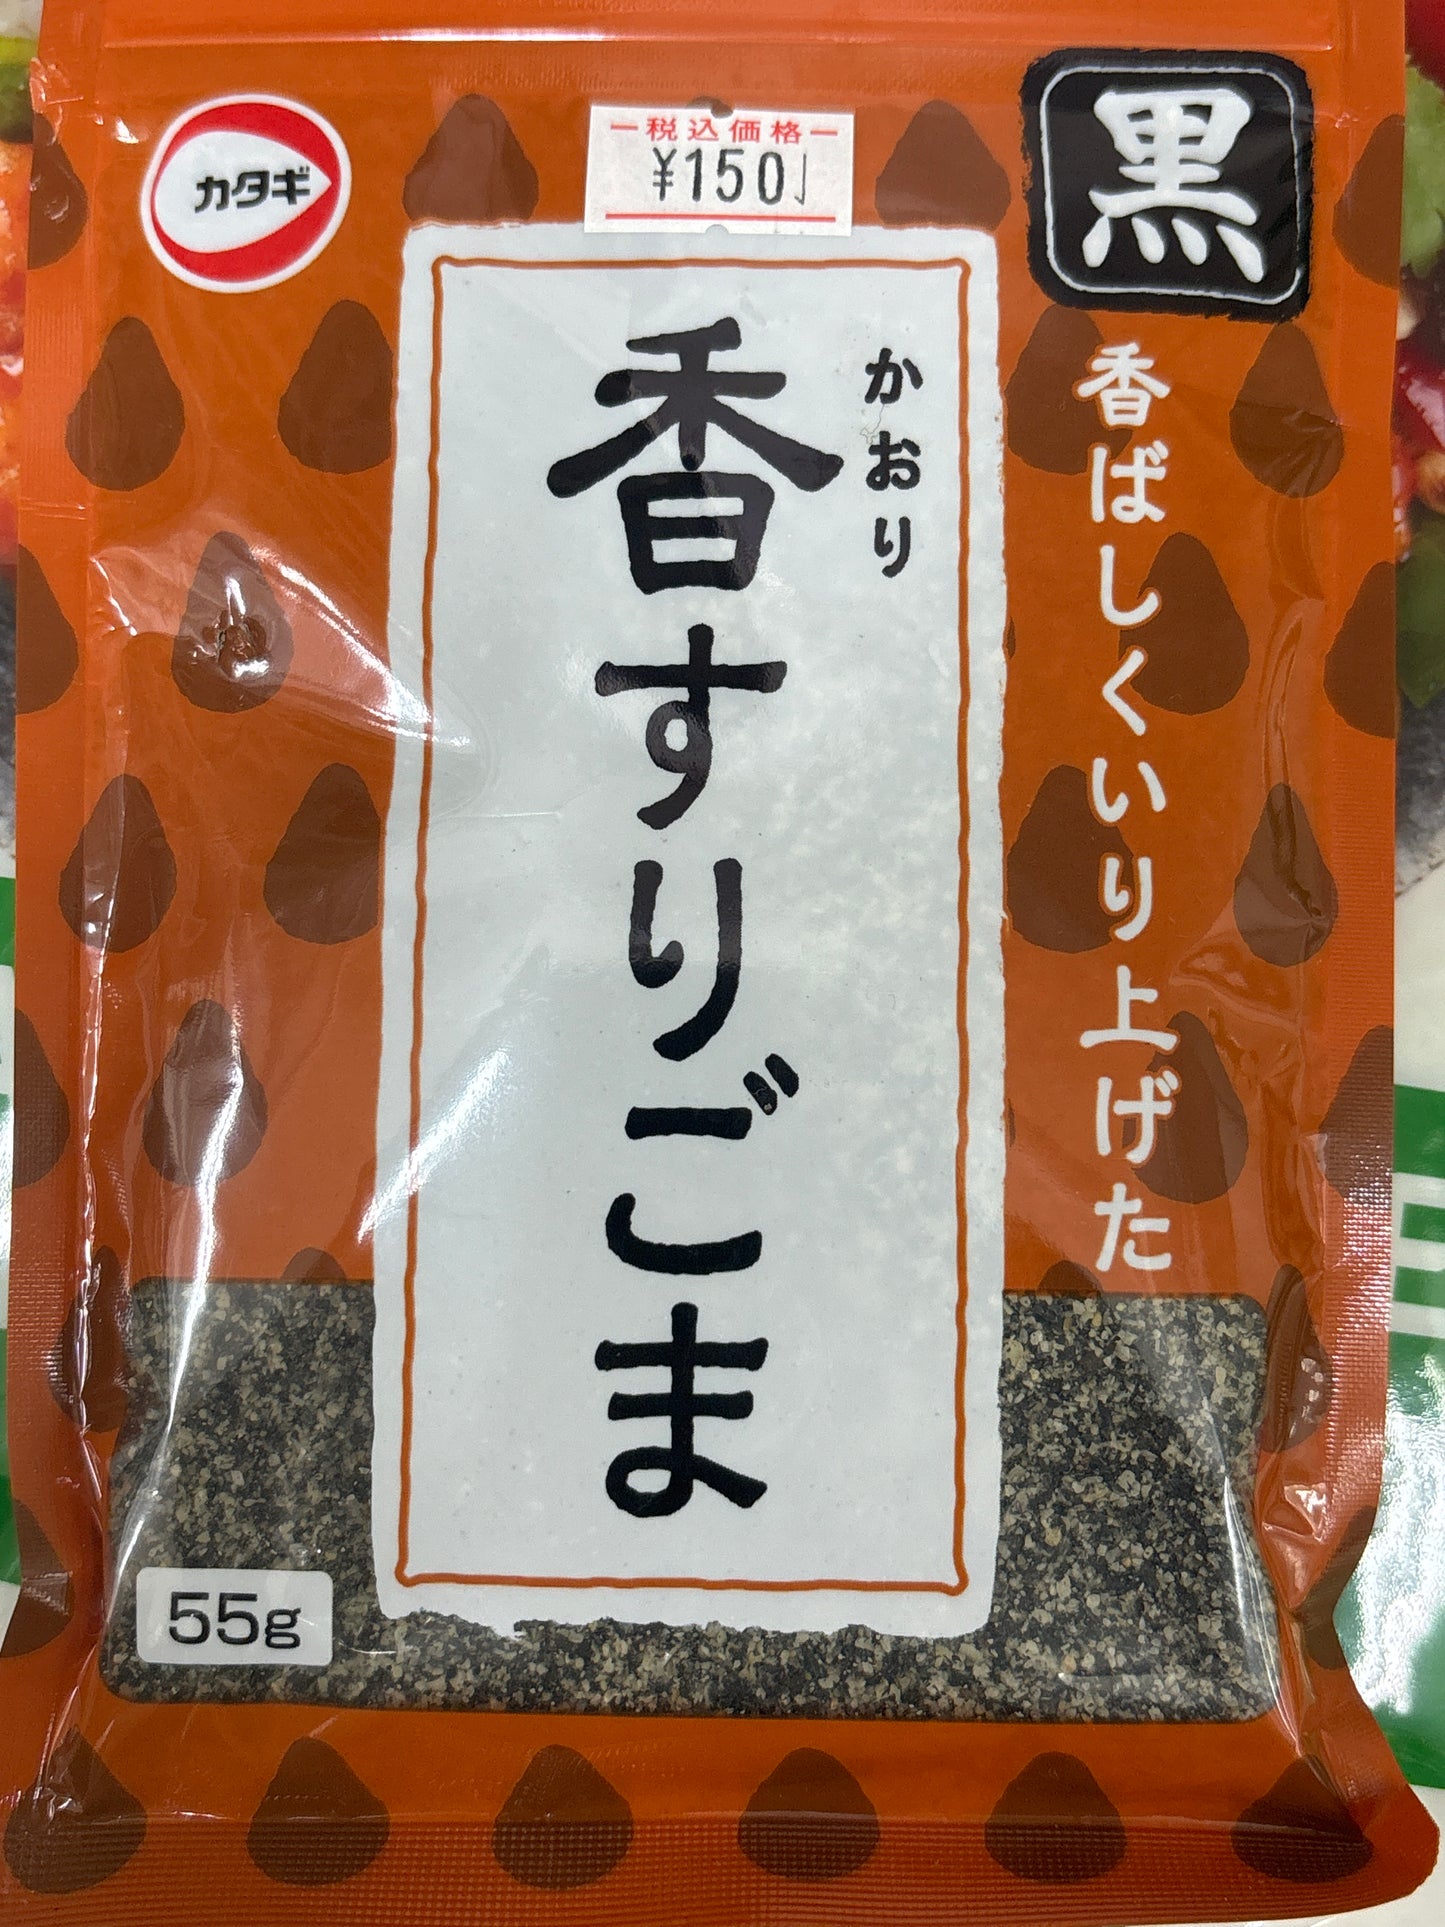 カタギ
税込価格
¥150
黒
香ばしくいり上げた
かおり
香すりごま
55g